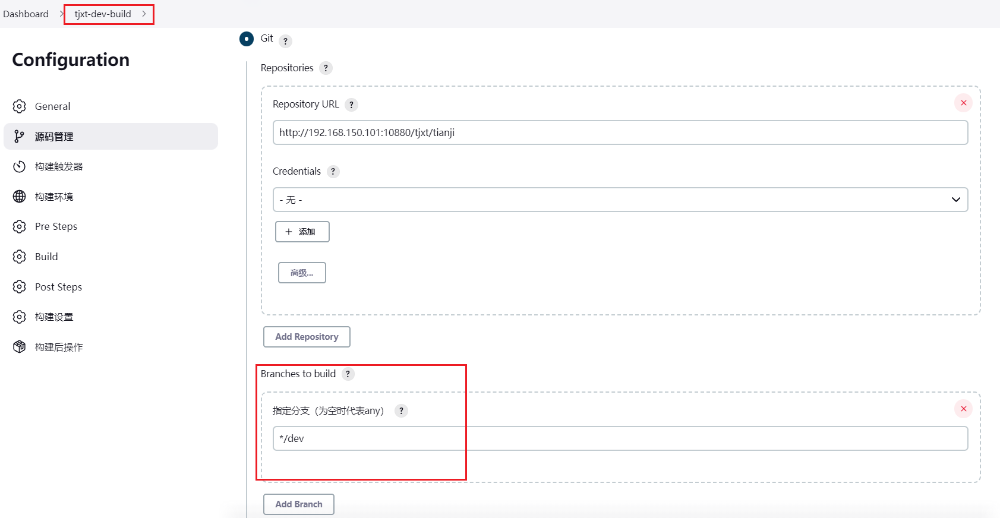 Dashboard > tjxt-dev-build >
Configuration
General
源码管理
构建触发器
构建环境
Pre Steps
Build
Post Steps
构建设置
构建后操作
Git ?
Repositories ?
Repository URL ?
http://192.168.150.101:10880/tjxt/tianji
Credentials ?
- 无 -
+ 添加
高级...
Add Repository
Branches to build ?
指定分支（为空时代表any） ?
*/dev
Add Branch